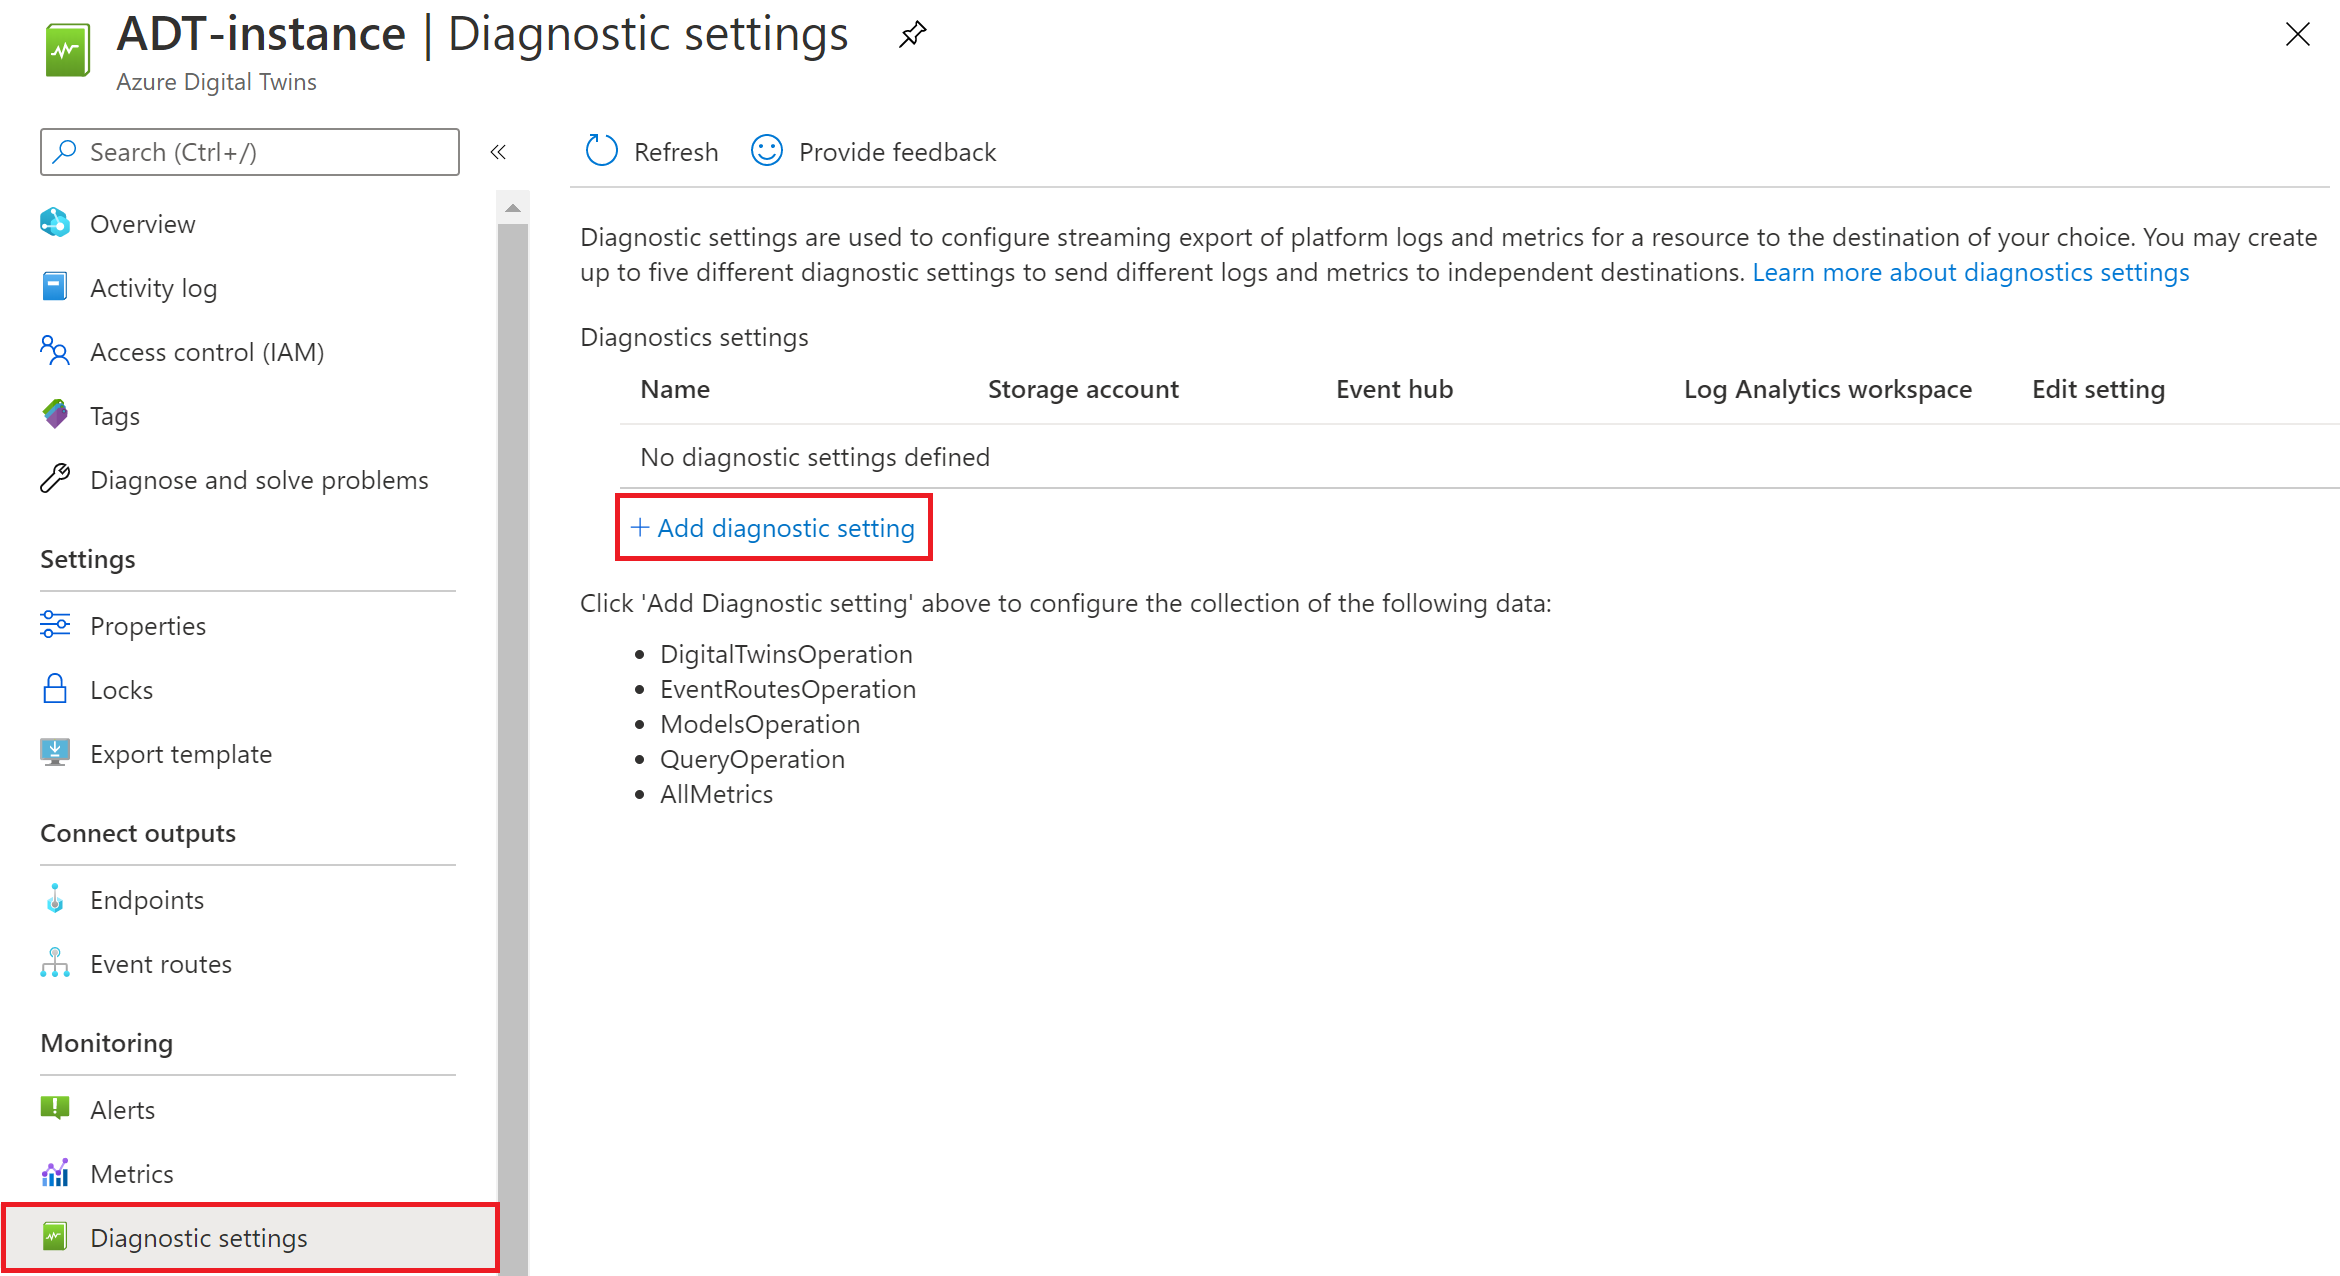 ADT-instance | Diagnostic settings
Azure Digital Twins
Search (Ctrl+/)
«
Overview
Activity log
Access control (IAM)
Tags
Diagnose and solve problems
Settings
Properties
Locks
Export template
Connect outputs
Endpoints
Event routes
Monitoring
Alerts
Metrics
Diagnostic settings
Refresh
Provide feedback
Diagnostic settings are used to configure streaming export of platform logs and metrics for a resource to the destination of your choice. You may create
up to five different diagnostic settings to send different logs and metrics to independent destinations. Learn more about diagnostics settings
Diagnostics settings
Name Storage account Event hub Log Analytics workspace Edit setting
No diagnostic settings defined
+ Add diagnostic setting
Click 'Add Diagnostic setting' above to configure the collection of the following data:
• DigitalTwinsOperation
• EventRoutesOperation
• ModelsOperation
• QueryOperation
• AllMetrics